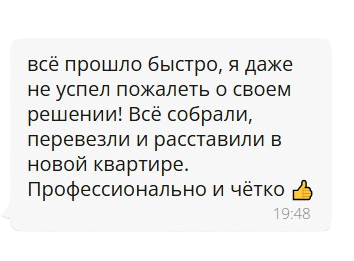 всё прошло быстро, я даже
не успел пожалеть о своем
решении! Всё собрали,
перевезли и расставили в
новой квартире.
Профессионально и чётко 👍
19:48